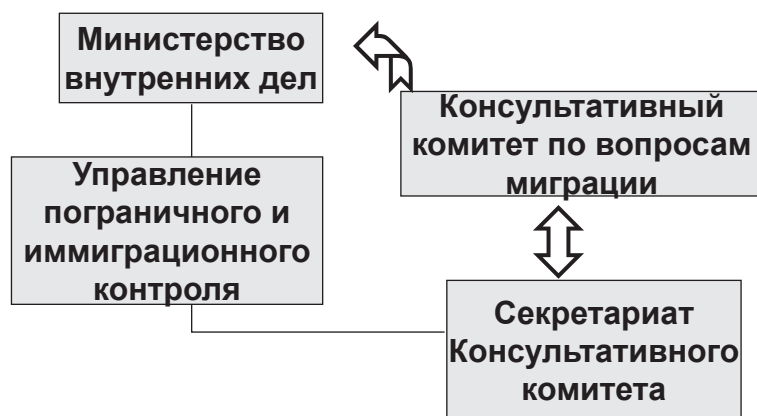 Министерство
внутренних дел
Консультативный
комитет по вопросам
миграции
Управление
пограничного и
иммиграционного
контроля
Секретариат
Консультативного
комитета